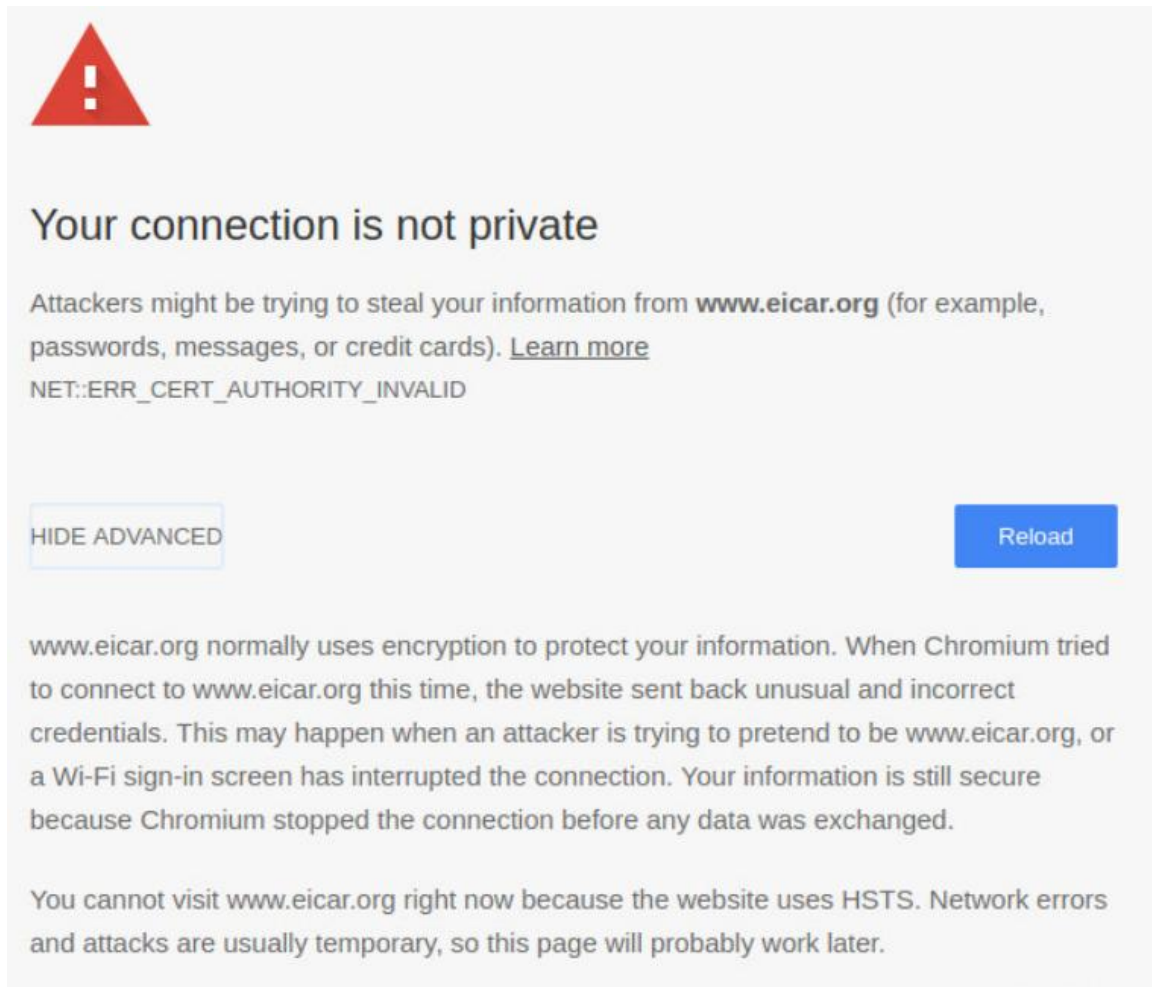 Your connection is not private
Attackers might be trying to steal your information from www.eicar.org (for example,
passwords, messages, or credit cards). Learn more
NET::ERR_CERT_AUTHORITY_INVALID
HIDE ADVANCED
Reload
www.eicar.org normally uses encryption to protect your information. When Chromium tried
to connect to www.eicar.org this time, the website sent back unusual and incorrect
credentials. This may happen when an attacker is trying to pretend to be www.eicar.org, or
a Wi-Fi sign-in screen has interrupted the connection. Your information is still secure
because Chromium stopped the connection before any data was exchanged.
You cannot visit www.eicar.org right now because the website uses HSTS. Network errors
and attacks are usually temporary, so this page will probably work later.